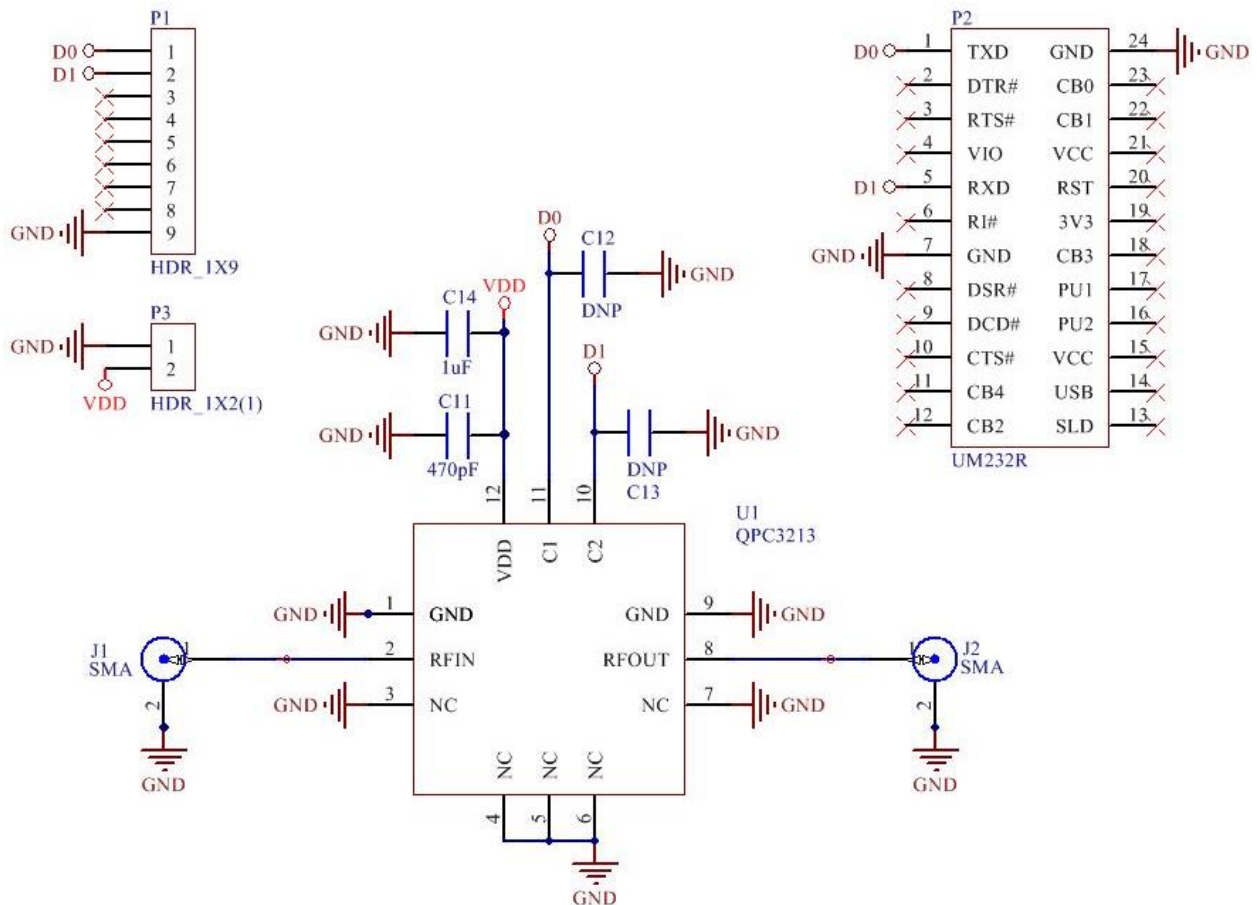 P1
D0 1
D1 2
3
4
5
6
7
8
GND 9
HDR_1X9
P3
GND 1
2
VDD
HDR_1X2(1)
P2
D0 1 TXD GND 24 GND
2 DTR# CB0 23
3 RTS# CB1 22
4 VIO VCC 21
D1 5 RXD RST 20
6 RI# 3V3 19
GND 7 GND CB3 18
8 DSR# PU1 17
9 DCD# PU2 16
10 CTS# VCC 15
11 CB4 USB 14
12 CB2 SLD 13
UM232R
D0
C12
GND
DNP
C14
VDD
GND
1uF
D1
C11
GND
470pF
GND
DNP
C13
12 11 10
U1
QPC3213
VDD C1 C2
GND 1 GND GND 9 GND
J1
SMA
1 2 RFIN RFOUT 8 1
J2
SMA
GND 3 NC NC 7 GND
2
GND
2
GND
NC NC NC
4 5 6
GND